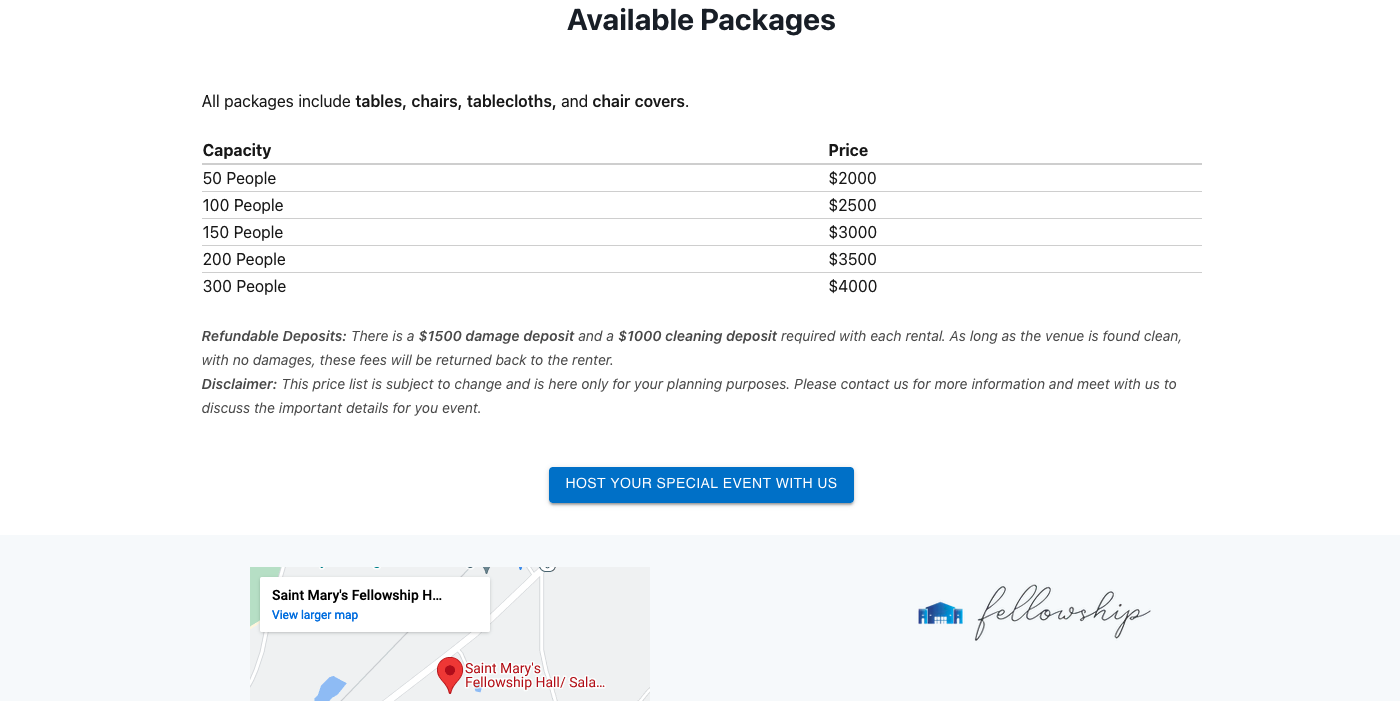 Available Packages
All packages include tables, chairs, tablecloths, and chair covers.
Capacity Price
50 People $2000
100 People $2500
150 People $3000
200 People $3500
300 People $4000
Refundable Deposits: There is a $1500 damage deposit and a $1000 cleaning deposit required with each rental. As long as the venue is found clean,
with no damages, these fees will be returned back to the renter.
Disclaimer: This price list is subject to change and is here only for your planning purposes. Please contact us for more information and meet with us to
discuss the important details for you event.
HOST YOUR SPECIAL EVENT WITH US
Saint Mary's Fellowship H...
View larger map
Saint Mary's
Fellowship Hall/ Sala...
fellowship